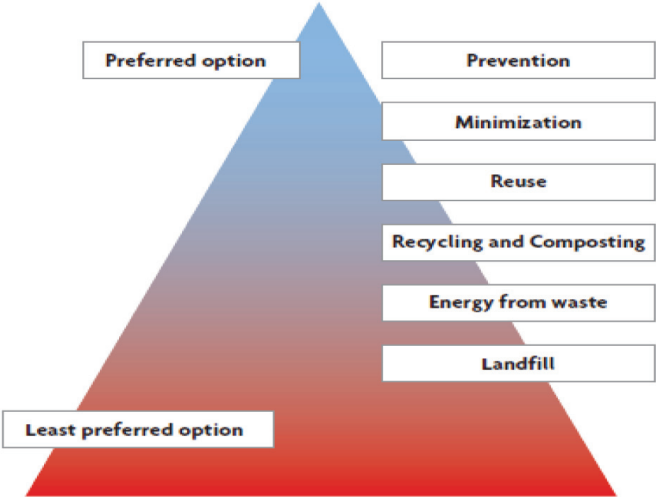 Preferred option
Prevention
Minimization
Reuse
Recycling and Composting
Energy from waste
Landfill
Least preferred option